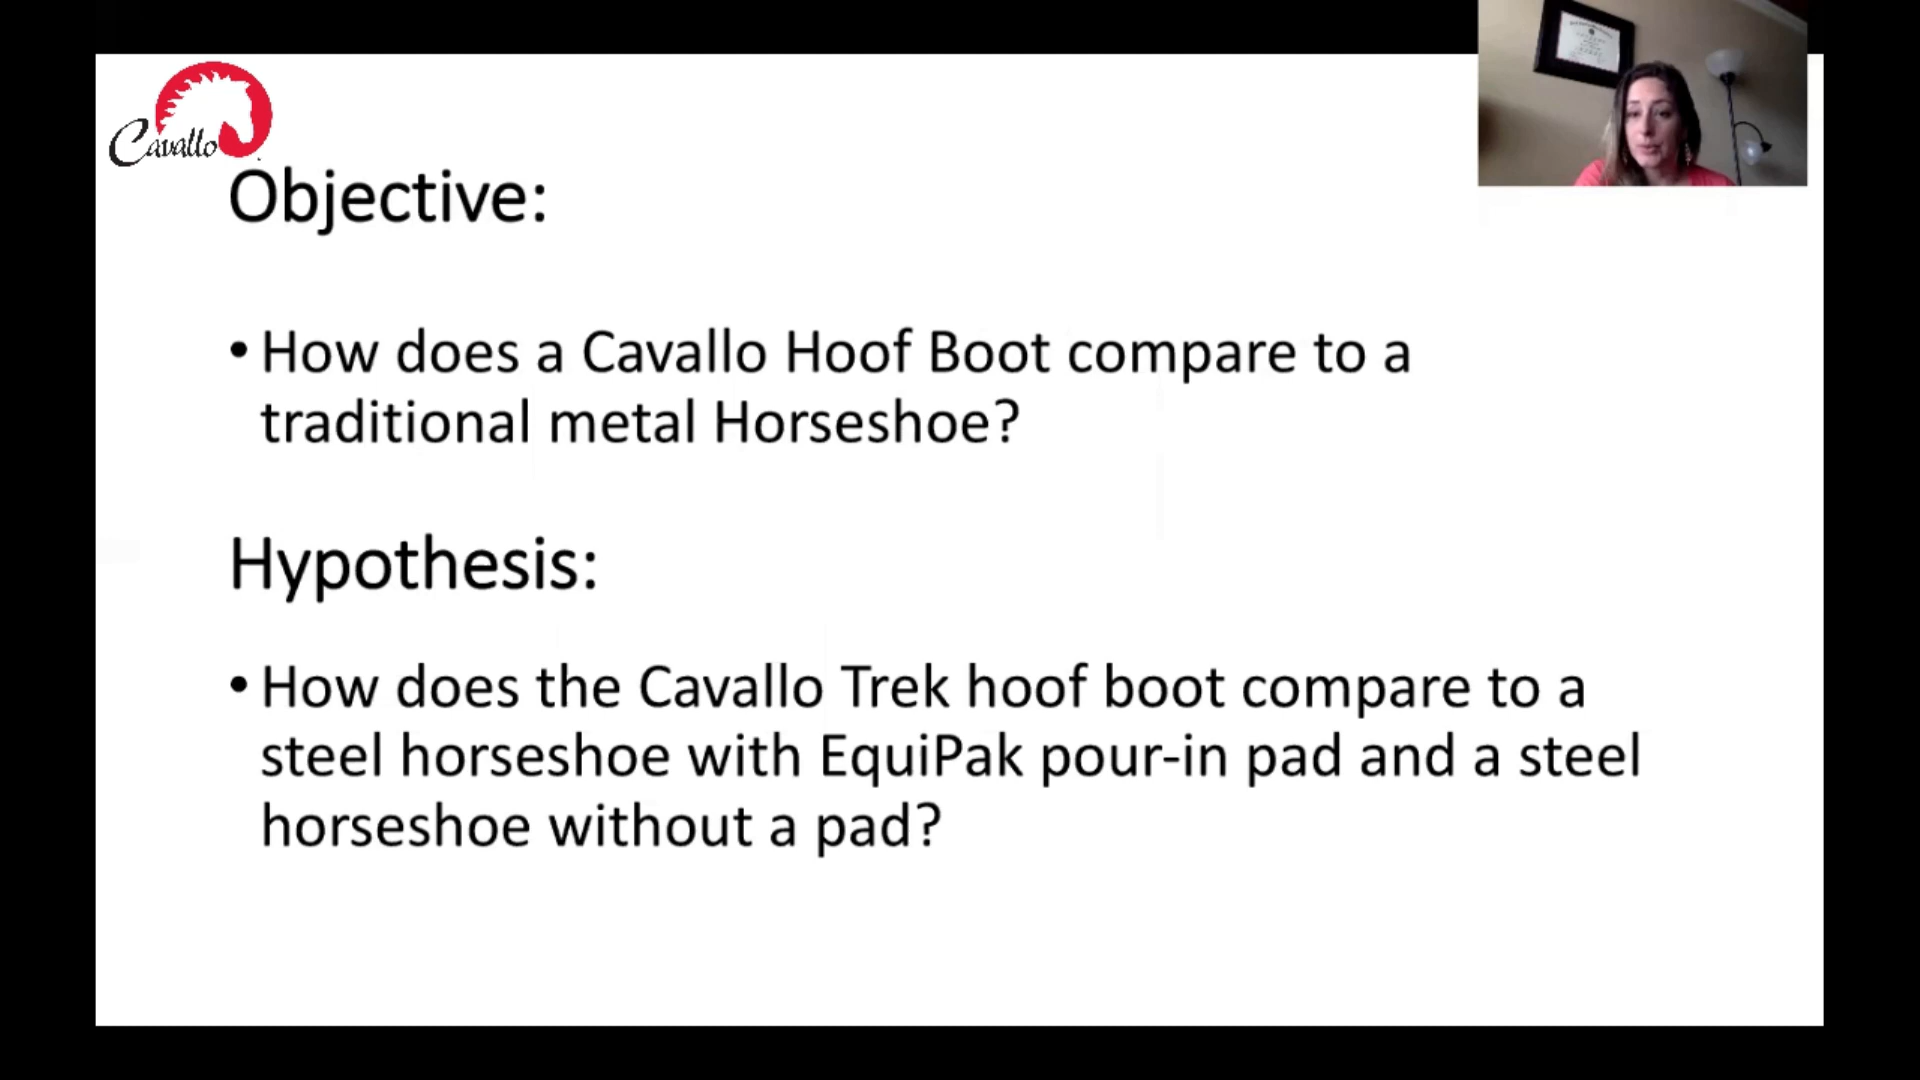 Cavallo
Objective:
• How does a Cavallo Hoof Boot compare to a
traditional metal Horseshoe?
Hypothesis:
• How does the Cavallo Trek hoof boot compare to a
steel horseshoe with EquiPak pour-in pad and a steel
horseshoe without a pad?